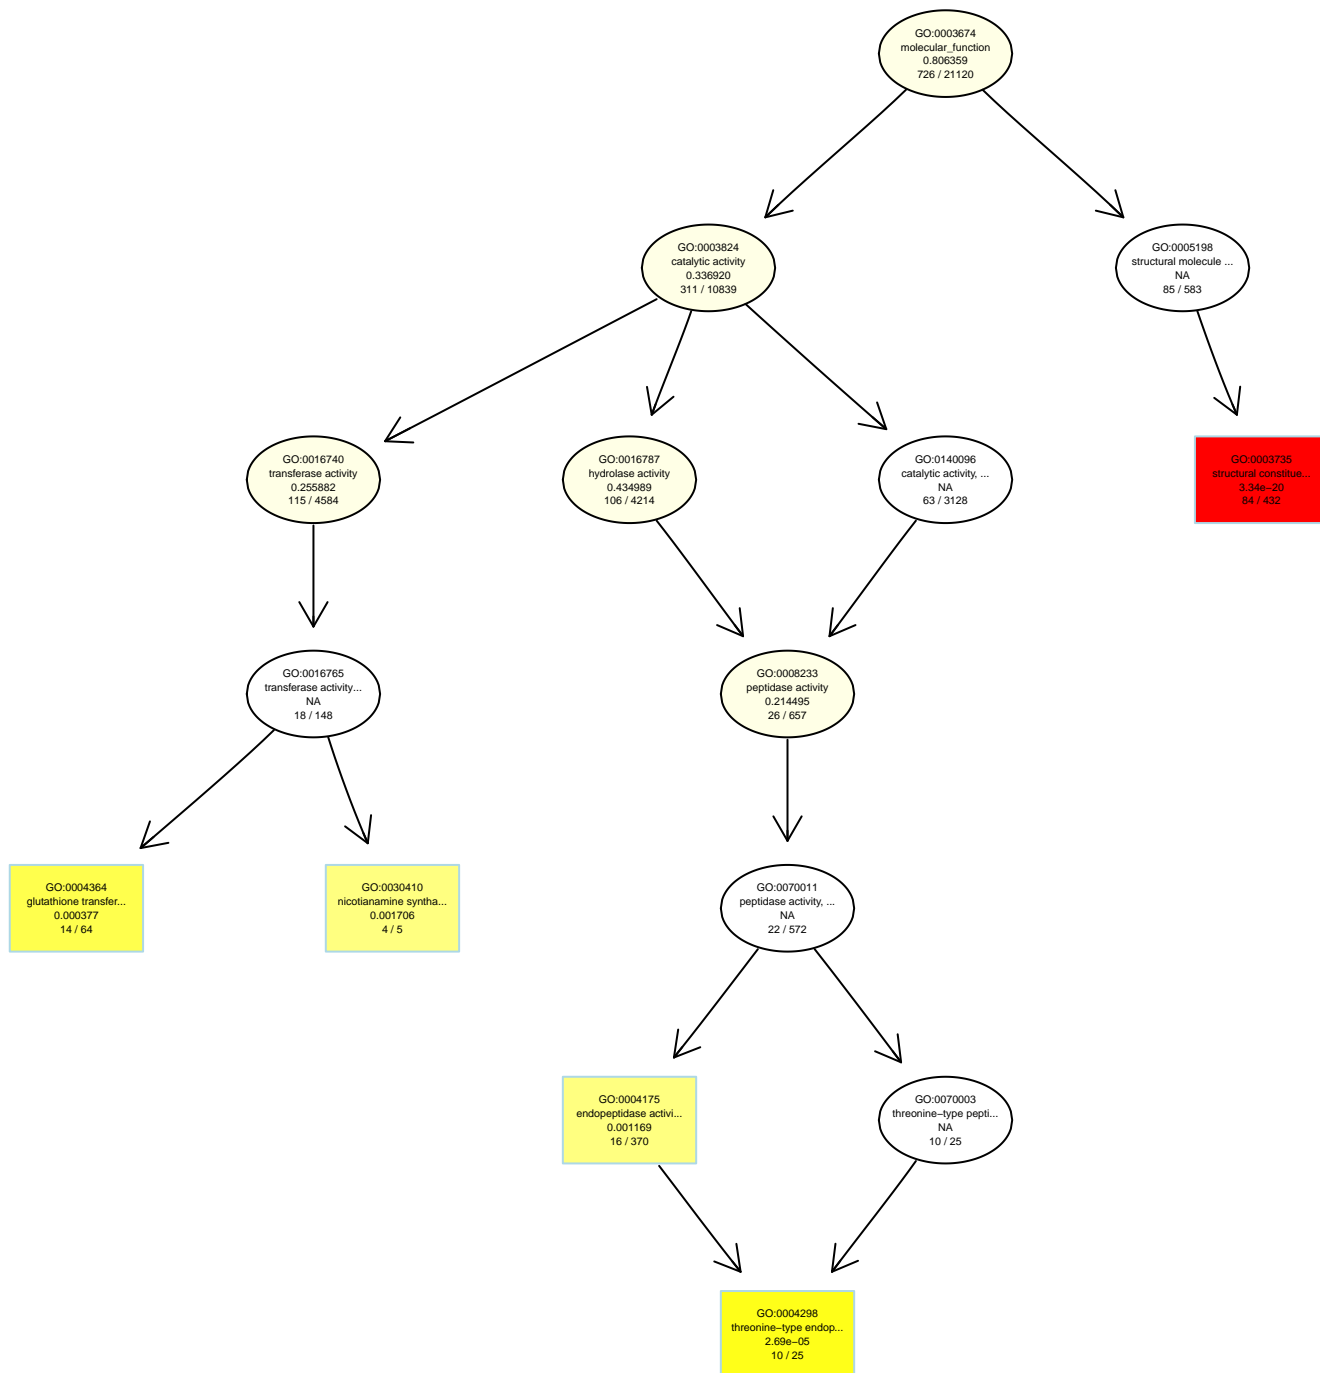 GO:0003674
molecular_function
0.806359
726 / 21120
GO:0003824
catalytic activity
0.336920
311 / 10839
GO:0005198
structural molecule ...
NA
85 / 583
GO:0016740
transferase activity
0.255882
115 / 4584
GO:0016787
hydrolase activity
0.434989
106 / 4214
GO:0140096
catalytic activity, ...
NA
63 / 3128
GO:0003735
structural constitue...
3.34e−20
84 / 432
GO:0016765
transferase activity...
NA
18 / 148
GO:0008233
peptidase activity
0.214495
26 / 657
GO:0004364
glutathione transfer...
0.000377
14 / 64
GO:0030410
nicotianamine syntha...
0.001706
4 / 5
GO:0070011
peptidase activity, ...
NA
22 / 572
GO:0004175
endopeptidase activi...
0.001169
16 / 370
GO:0070003
threonine−type pepti...
NA
10 / 25
GO:0004298
threonine−type endop...
2.69e−05
10 / 25